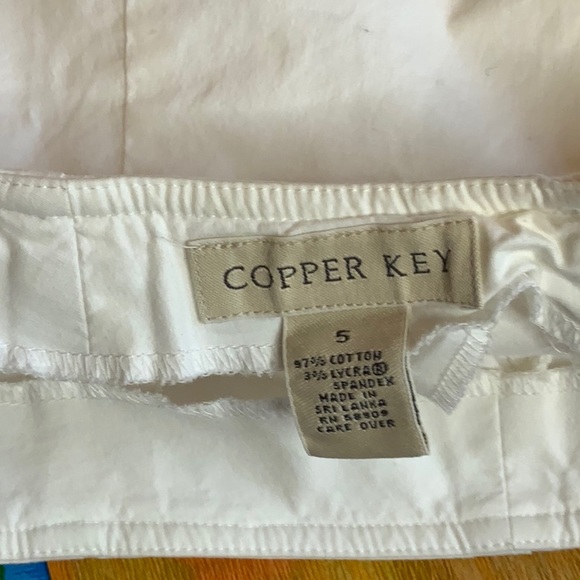 COPPER KEY
5
97% COTTON
3% LYCRA®
SPANDEX
MADE IN
SRI LANKA
RN 58909
CARE OVER